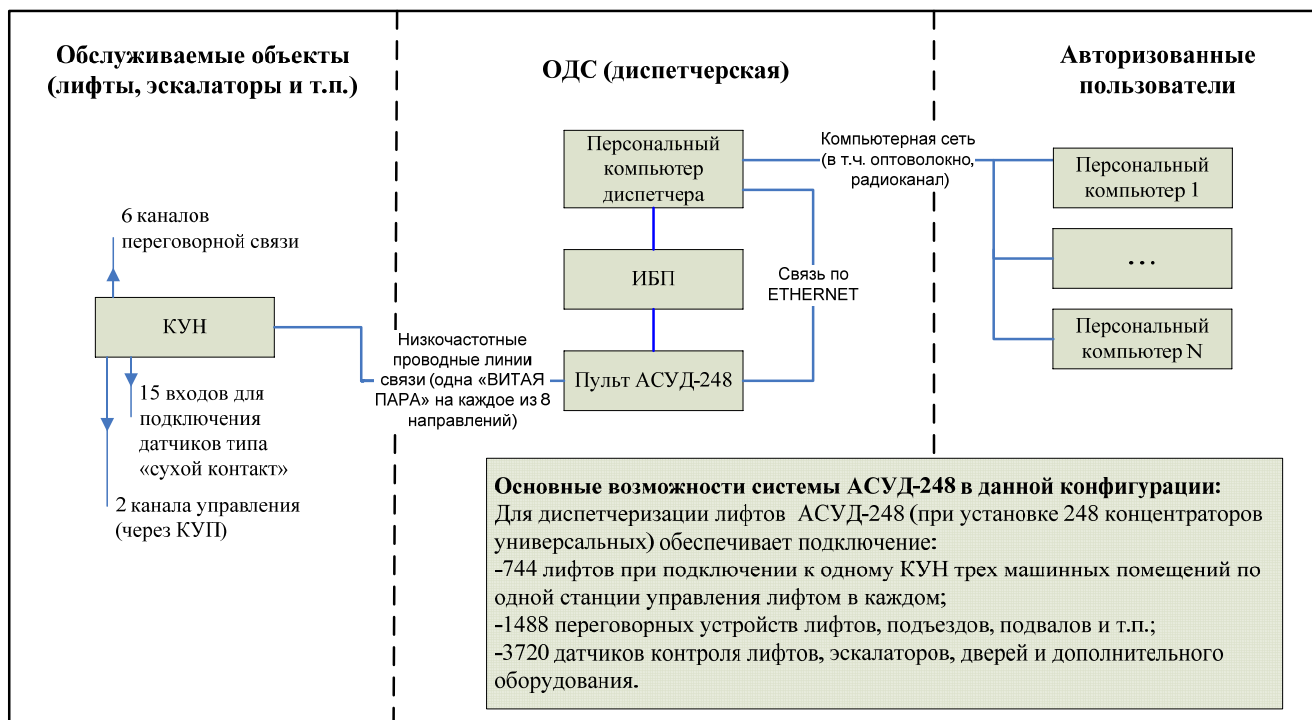 Обслуживаемые объекты
(лифты, эскалаторы и т.п.)
ОДС (диспетчерская)
Авторизованные
пользователи
6 каналов
переговорной связи
КУН
15 входов для
подключения
датчиков типа
«сухой контакт»
2 канала управления
(через КУП)
Низкочастотные
проводные линии
связи (одна «ВИТАЯ
ПАРА» на каждое из 8
направлений)
Персональный
компьютер
диспетчера
ИБП
Пульт АСУД-248
Связь по
ETHERNET
Компьютерная сеть
(в т.ч. оптоволокно,
радиоканал)
Персональный
компьютер 1
...
Персональный
компьютер N
Основные возможности системы АСУД-248 в данной конфигурации:
Для диспетчеризации лифтов АСУД-248 (при установке 248 концентраторов
универсальных) обеспечивает подключение:
-744 лифтов при подключении к одному КУН трех машинных помещений по
одной станции управления лифтом в каждом;
-1488 переговорных устройств лифтов, подъездов, подвалов и т.п.;
-3720 датчиков контроля лифтов, эскалаторов, дверей и дополнительного
оборудования.